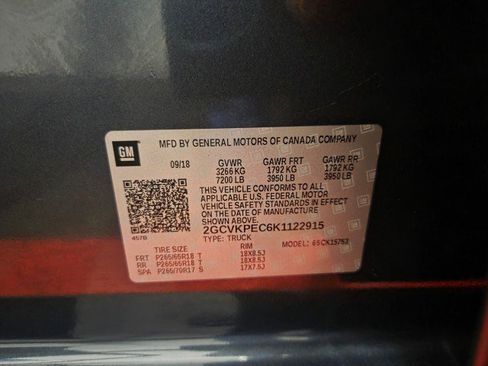 GM
MFD BY GENERAL MOTORS OF CANADA COMPANY
09/18 GVWR GAWR FRT GAWR RR
3266 KG 1792 KG 1792 KG
7200 LB 3950 LB 3950 LB
THIS VEHICLE CONFORMS TO ALL
APPLICABLE U.S. FEDERAL MOTOR
VEHICLE SAFETY STANDARDS IN EFFECT
ON THE DATE OF MANUFACTURE
SHOWN ABOVE.
2GCVKPEC6K1122915
TYPE: TRUCK MODEL: 6SCK15753
457B
TIRE SIZE RIM
FRT P265/65R18 T 18X8.5J
RR P265/65R18 T 18X8.5J
SPA P265/70R17 S 17X7.5J